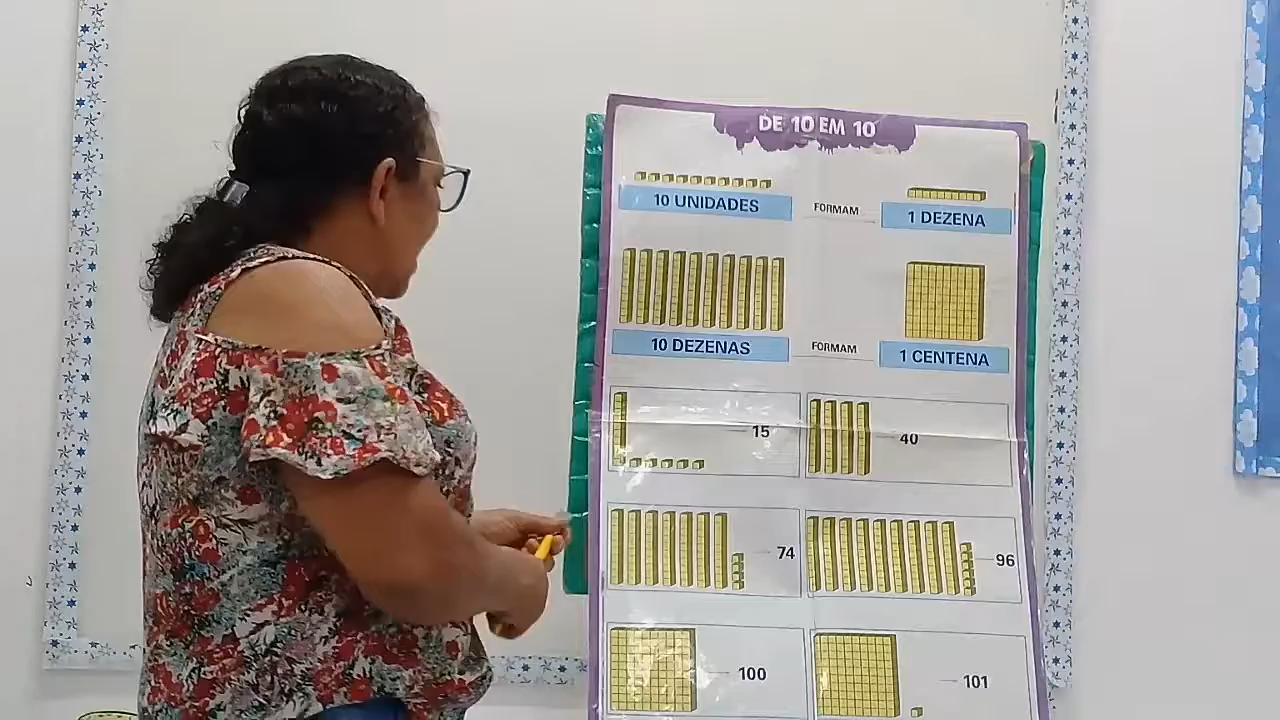 DE 10 EM 10
10 UNIDADES FORMAM 1 DEZENA
10 DEZENAS FORMAM 1 CENTENA
15 40
74 96
100 101